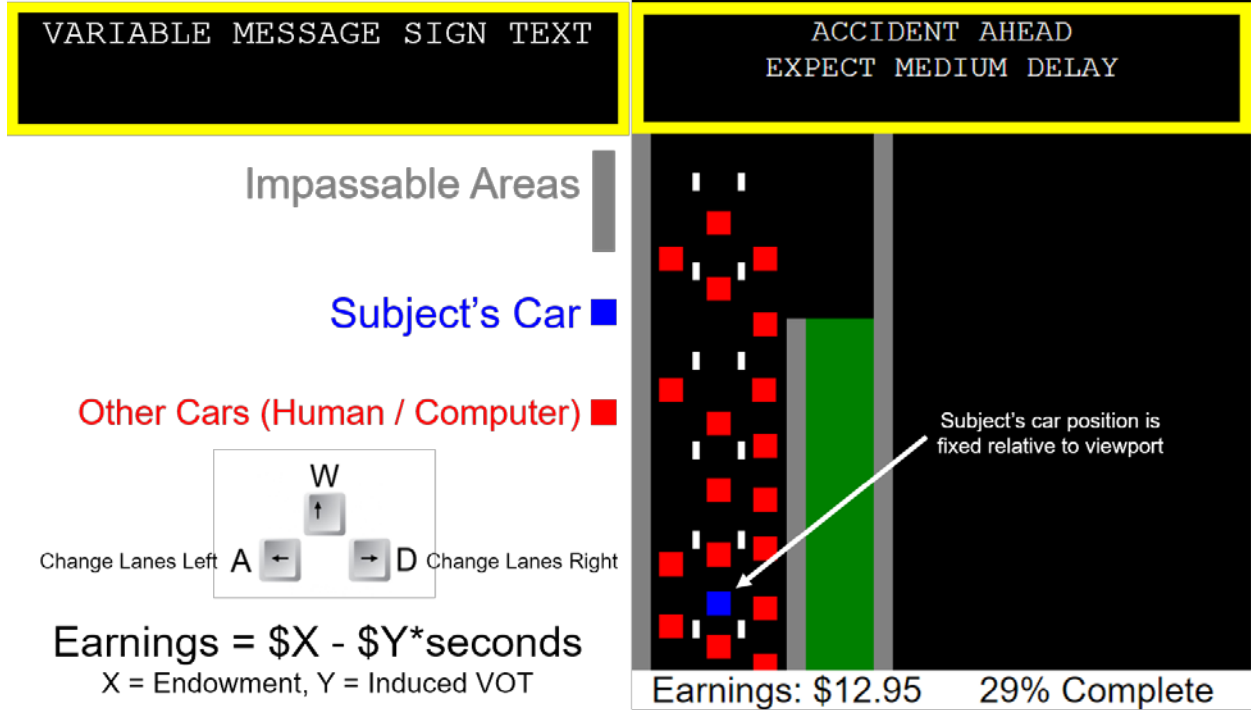 VARIABLE MESSAGE SIGN TEXT
Impassable Areas
Subject's Car
Other Cars (Human / Computer)
W
Change Lanes Left A D Change Lanes Right
Earnings = $X - $Y*seconds
X = Endowment, Y = Induced VOT
ACCIDENT AHEAD
EXPECT MEDIUM DELAY
Subject's car position is
fixed relative to viewport
Earnings: $12.95 29% Complete